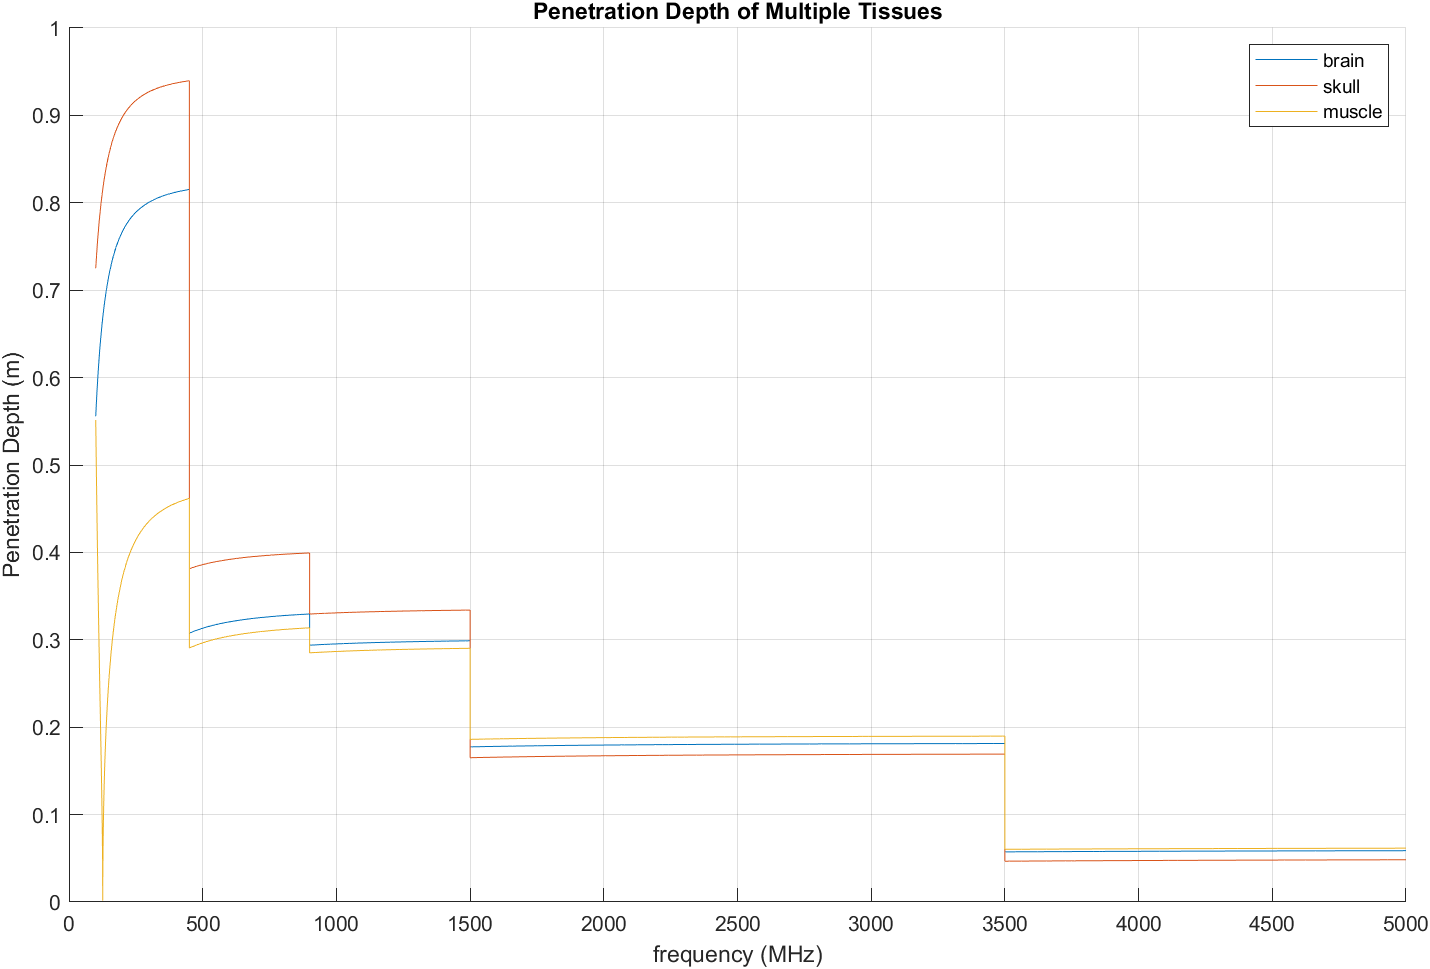 Penetration Depth of Multiple Tissues
brain
skull
muscle
Penetration Depth (m)
1
0.9
0.8
0.7
0.6
0.5
0.4
0.3
0.2
0.1
0
0 500 1000 1500 2000 2500 3000 3500 4000 4500 5000
frequency (MHz)